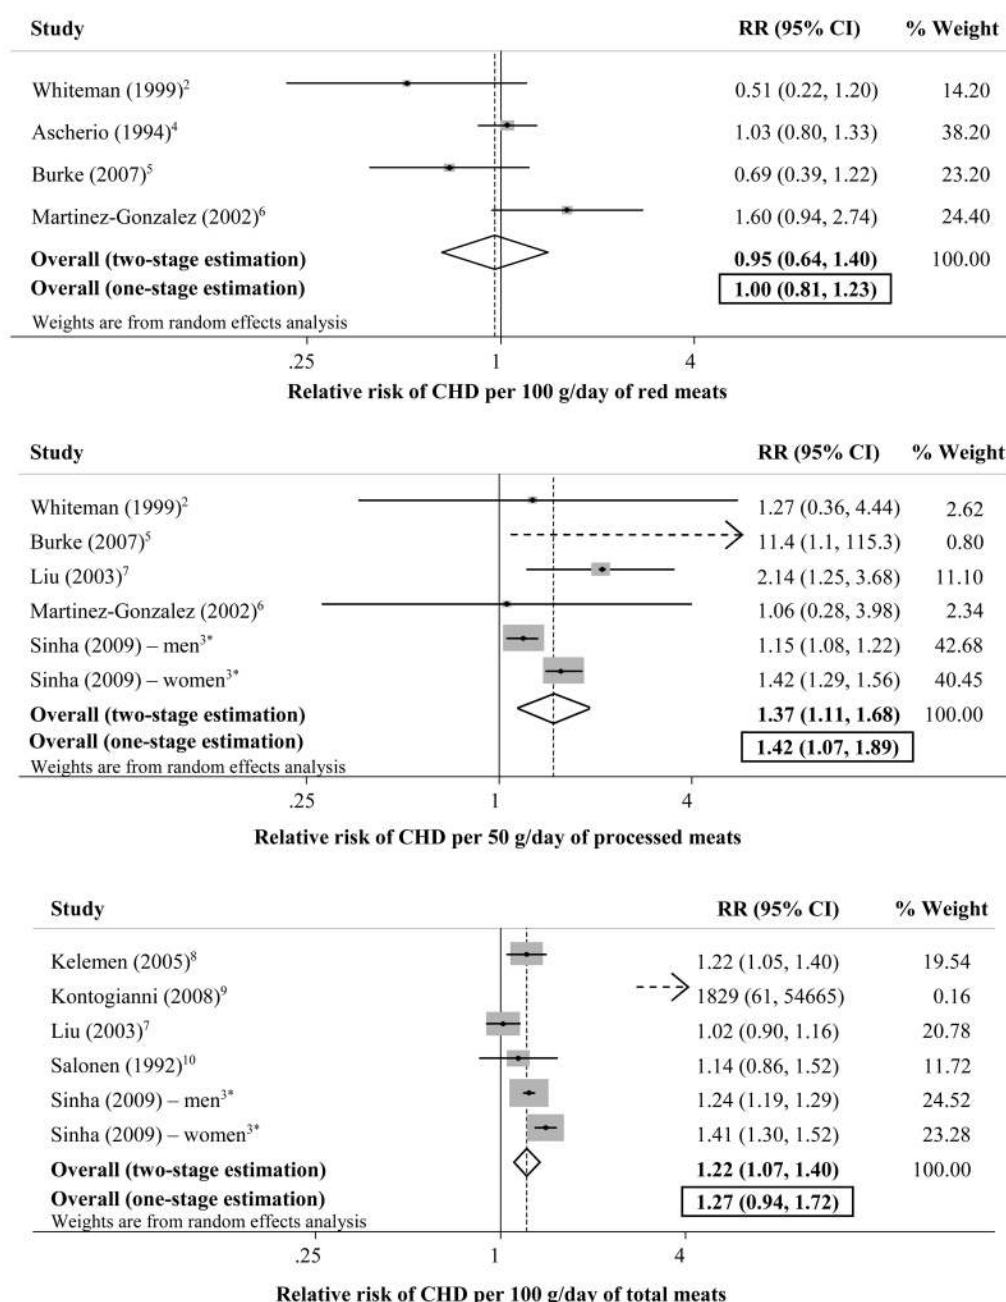 Study RR (95% CI) % Weight
Whiteman (1999)² 0.51 (0.22, 1.20) 14.20
Ascherio (1994)⁴ 1.03 (0.80, 1.33) 38.20
Burke (2007)⁵ 0.69 (0.39, 1.22) 23.20
Martinez-Gonzalez (2002)⁶ 1.60 (0.94, 2.74) 24.40
Overall (two-stage estimation) 0.95 (0.64, 1.40) 100.00
Overall (one-stage estimation) 1.00 (0.81, 1.23)
Weights are from random effects analysis
.25 1 4
Relative risk of CHD per 100 g/day of red meats
Study RR (95% CI) % Weight
Whiteman (1999)² 1.27 (0.36, 4.44) 2.62
Burke (2007)⁵ 11.4 (1.1, 115.3) 0.80
Liu (2003)⁷ 2.14 (1.25, 3.68) 11.10
Martinez-Gonzalez (2002)⁶ 1.06 (0.28, 3.98) 2.34
Sinha (2009) – men³* 1.15 (1.08, 1.22) 42.68
Sinha (2009) – women³* 1.42 (1.29, 1.56) 40.45
Overall (two-stage estimation) 1.37 (1.11, 1.68) 100.00
Overall (one-stage estimation) 1.42 (1.07, 1.89)
Weights are from random effects analysis
.25 1 4
Relative risk of CHD per 50 g/day of processed meats
Study RR (95% CI) % Weight
Kelemen (2005)⁸ 1.22 (1.05, 1.40) 19.54
Kontogianni (2008)⁹ 1829 (61, 54665) 0.16
Liu (2003)⁷ 1.02 (0.90, 1.16) 20.78
Salonen (1992)¹⁰ 1.14 (0.86, 1.52) 11.72
Sinha (2009) – men³* 1.24 (1.19, 1.29) 24.52
Sinha (2009) – women³* 1.41 (1.30, 1.52) 23.28
Overall (two-stage estimation) 1.22 (1.07, 1.40) 100.00
Overall (one-stage estimation) 1.27 (0.94, 1.72)
Weights are from random effects analysis
.25 1 4
Relative risk of CHD per 100 g/day of total meats